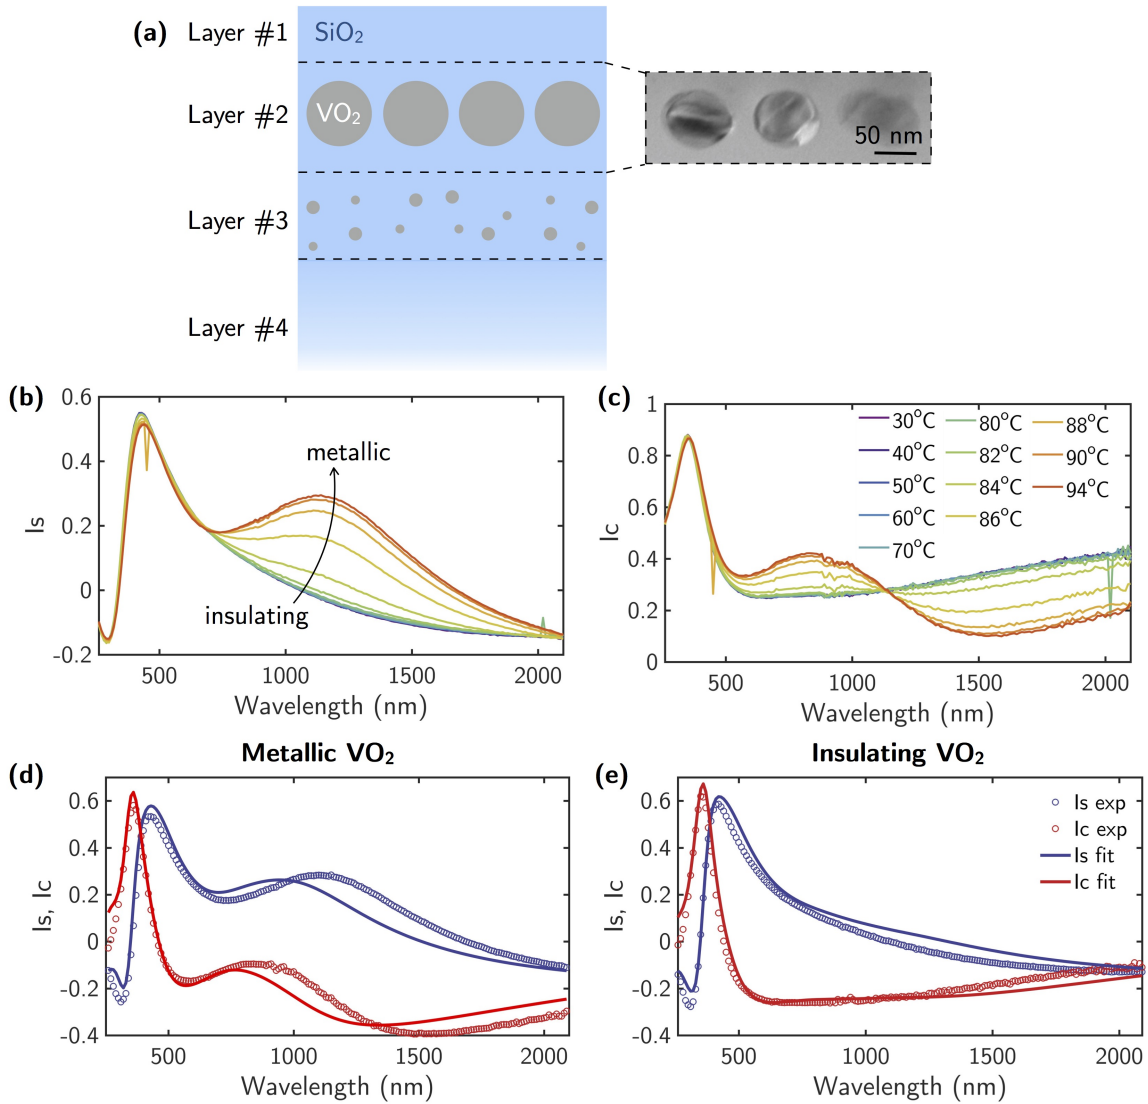 (a)
Layer #1
SiO₂
Layer #2
VO₂
50 nm
Layer #3
Layer #4
(b)
0.6
0.4
0.2
0
-0.2
Is
metallic
insulating
500
1000
1500
2000
Wavelength (nm)
(c)
1
0.8
0.6
0.4
0.2
0
Ic
30°C
40°C
50°C
60°C
70°C
80°C
82°C
84°C
86°C
88°C
90°C
94°C
500
1000
1500
2000
Wavelength (nm)
Metallic VO₂
(d)
0.6
0.4
0.2
0
-0.2
-0.4
Is, Ic
500
1000
1500
2000
Wavelength (nm)
Insulating VO₂
(e)
0.6
0.4
0.2
0
-0.2
-0.4
Is, Ic
Is exp
Ic exp
Is fit
Ic fit
500
1000
1500
2000
Wavelength (nm)